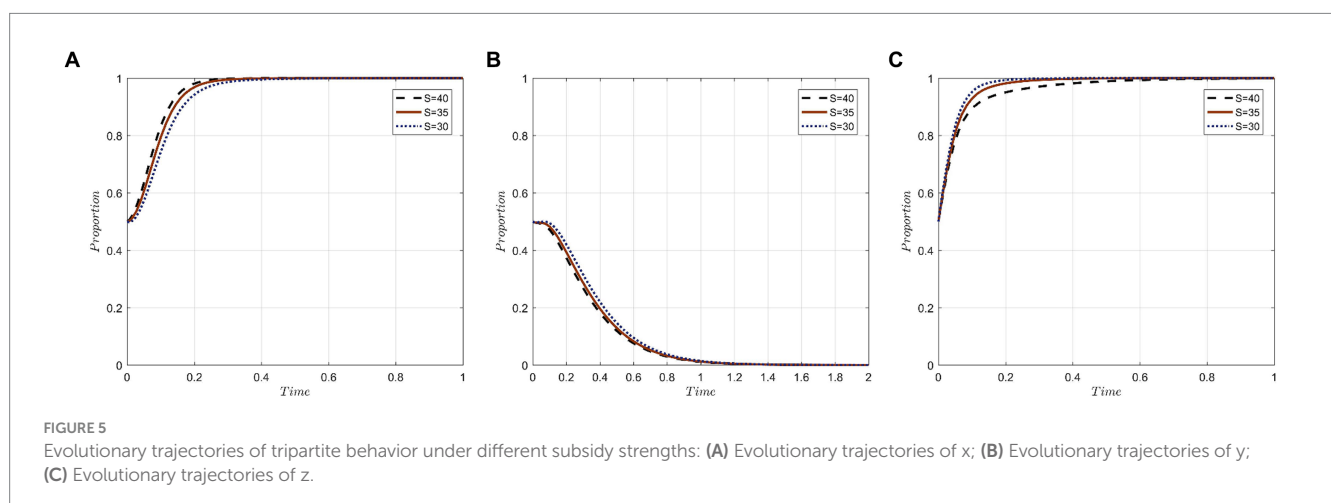 A
B
C
Proportion
1
0.8
0.6
0.4
0.2
0
0 0.2 0.4 0.6 0.8 1
Time
S=40
S=35
S=30
Proportion
1
0.8
0.6
0.4
0.2
0
0 0.2 0.4 0.6 0.8 1 1.2 1.4 1.6 1.8 2
Time
S=40
S=35
S=30
Proportion
1
0.8
0.6
0.4
0.2
0
0 0.2 0.4 0.6 0.8 1
Time
S=40
S=35
S=30
FIGURE 5
Evolutionary trajectories of tripartite behavior under different subsidy strengths: (A) Evolutionary trajectories of x; (B) Evolutionary trajectories of y;
(C) Evolutionary trajectories of z.